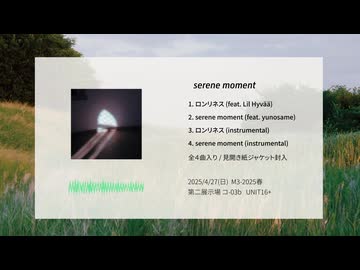 serene moment
1. ロンリネス (feat. Lil Hyvää)
2. serene moment (feat. yunosame)
3. ロンリネス (instrumental)
4. serene moment (instrumental)
全4曲入り / 見開き紙ジャケット封入
2025/4/27(日) M3-2025春
第二展示場 コ-03b UNIT16+